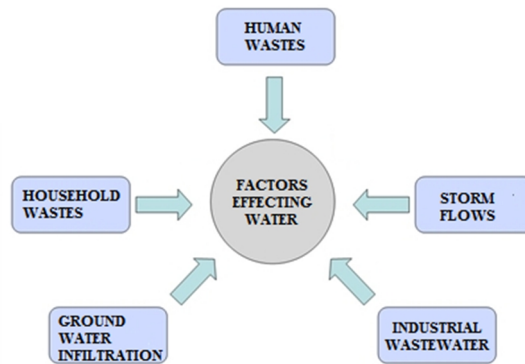 HUMAN
WASTES
HOUSEHOLD
WASTES
FACTORS
EFFECTING
WATER
STORM
FLOWS
GROUND
WATER
INFILTRATION
INDUSTRIAL
WASTEWATER